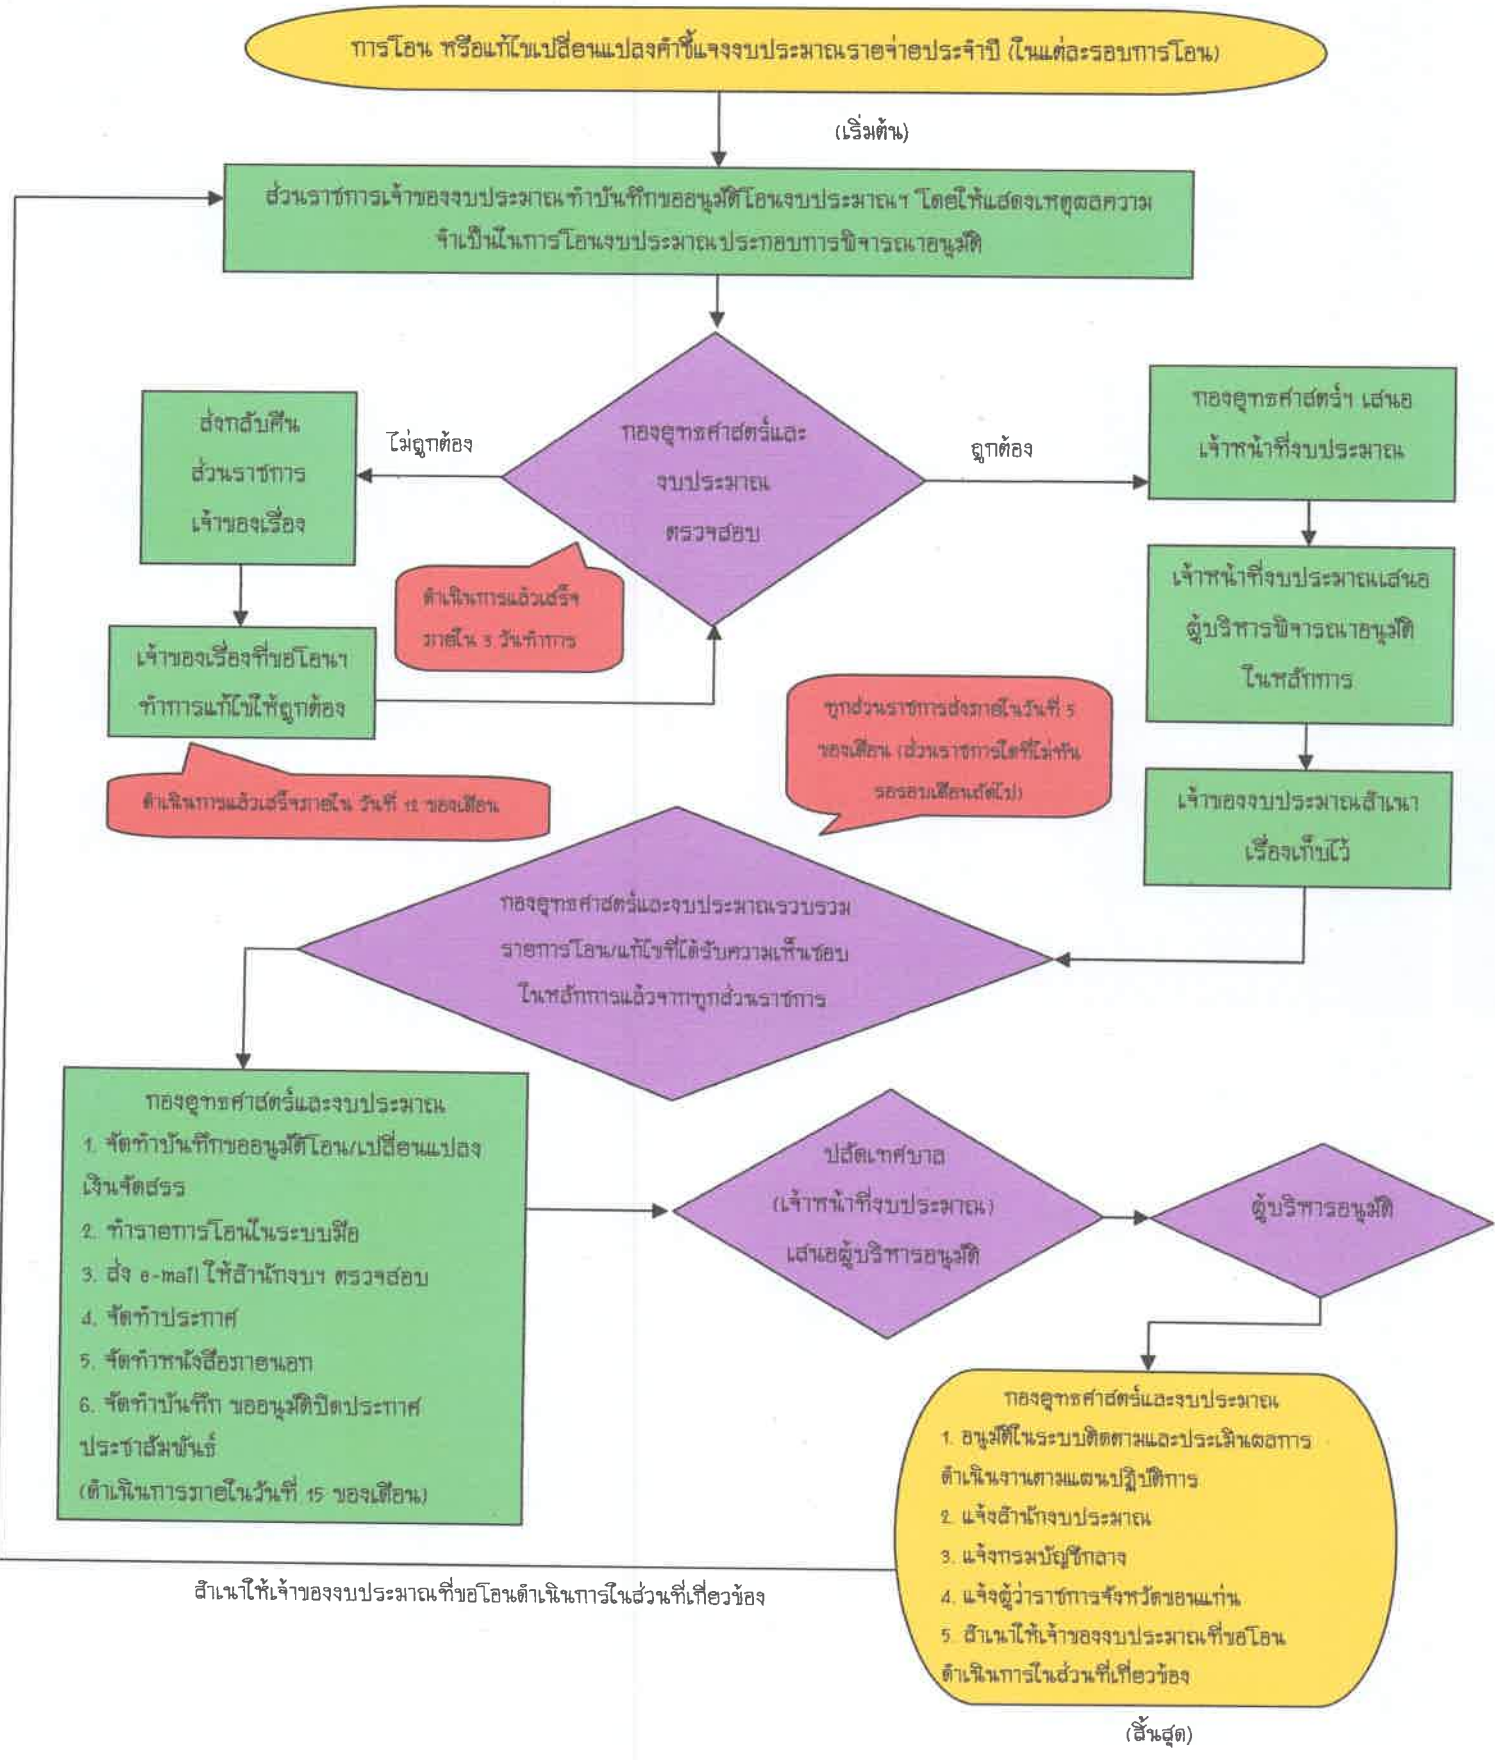 การโอน หรือแก้ไขเปลี่ยนแปลงคำชี้แจงงบประมาณรายจ่ายประจำปี (ในแต่ละรอบการโอน)
(เริ่มต้น)
ส่วนราชการเจ้าของงบประมาณทำบันทึกขออนุมัติโอนงบประมาณฯ โดยให้แสดงเหตุผลความ
จำเป็นในการโอนงบประมาณประกอบการพิจารณาอนุมัติ
ส่งกลับคืน
ส่วนราชการ
เจ้าของเรื่อง
ไม่ถูกต้อง
กองยุทธศาสตร์และ
งบประมาณ
ตรวจสอบ
ถูกต้อง
กองยุทธศาสตร์ฯ เสนอ
เจ้าหน้าที่งบประมาณ
ดำเนินการแล้วเสร็จ
ภายใน 3 วันทำการ
เจ้าหน้าที่งบประมาณเสนอ
ผู้บริหารพิจารณาอนุมัติ
ในหลักการ
เจ้าของเรื่องที่ขอโอนฯ
ทำการแก้ไขให้ถูกต้อง
ทุกส่วนราชการส่งภายในวันที่ 5
ของเดือน (ส่วนราชการใดที่ไม่ทัน
รอรอบเดือนถัดไป)
ดำเนินการแล้วเสร็จภายใน วันที่ 12 ของเดือน
เจ้าของงบประมาณสำเนา
เรื่องเก็บไว้
กองยุทธศาสตร์และงบประมาณรวบรวม
รายการโอน/แก้ไขที่ได้รับความเห็นชอบ
ในหลักการแล้วจากทุกส่วนราชการ
กองยุทธศาสตร์และงบประมาณ
1. จัดทำบันทึกขออนุมัติโอน/เปลี่ยนแปลง
เงินจัดสรร
2. ทำรายการโอนในระบบมือ
3. ส่ง e-mail ให้สำนักงบฯ ตรวจสอบ
4. จัดทำประกาศ
5. จัดทำหนังสือภายนอก
6. จัดทำบันทึก ขออนุมัติปิดประกาศ
ประชาสัมพันธ์
(ดำเนินการภายในวันที่ 15 ของเดือน)
ปลัดเทศบาล
(เจ้าหน้าที่งบประมาณ)
เสนอผู้บริหารอนุมัติ
ผู้บริหารอนุมัติ
กองยุทธศาสตร์และงบประมาณ
1. อนุมัติในระบบติดตามและประเมินผลการ
ดำเนินงานตามแผนปฏิบัติการ
2. แจ้งสำนักงบประมาณ
3. แจ้งกรมบัญชีกลาง
4. แจ้งผู้ว่าราชการจังหวัดขอนแก่น
5. สำเนาให้เจ้าของงบประมาณที่ขอโอน
ดำเนินการในส่วนที่เกี่ยวข้อง
สำเนาให้เจ้าของงบประมาณที่ขอโอนดำเนินการในส่วนที่เกี่ยวข้อง
(สิ้นสุด)